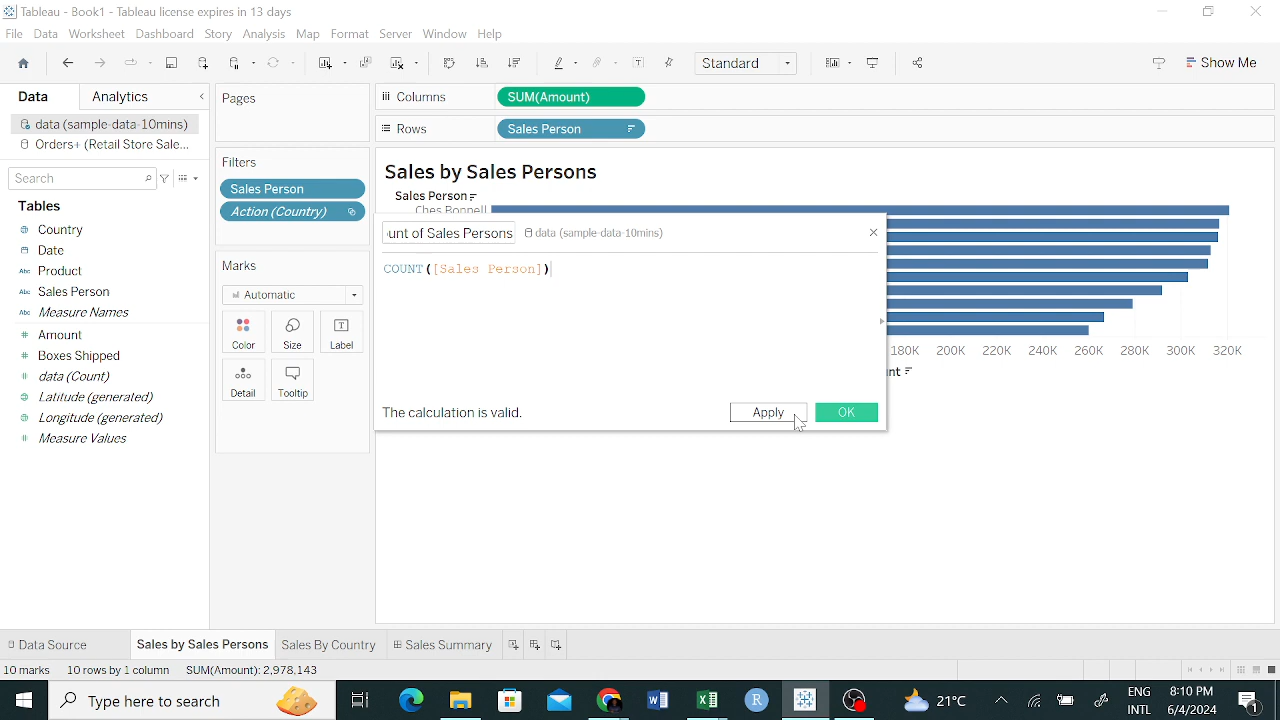 Tableau - Book1 - Tableau license expires in 13 days
File Data Worksheet Dashboard Story Analysis Map Format Server Window Help
Standard
Show Me
Data Analytics
data (sample-data-10mins)
Orders+ (Retail Store Sale...
Search
Tables
Country
Date
Abc Product
Abc Sales Person
Abc Measure Names
# Amount
# Boxes Shipped
# data (Count)
Latitude (generated)
Longitude (generated)
# Measure Values
Pages
Filters
Sales Person
Action (Country)
Marks
Automatic
Color Size Label
Detail Tooltip
Columns SUM(Amount)
Rows Sales Person
Sales by Sales Persons
Sales Person
Ches Bonnell
unt of Sales Persons data (sample-data-10mins)
COUNT([Sales Person])
The calculation is valid.
Apply OK
180K 200K 220K 240K 260K 280K 300K 320K
nt
Data Source Sales by Sales Persons Sales By Country Sales Summary
10 marks 10 rows by 1 column SUM(Amount): 2,978,143
Type here to search
21°C
ENG
INTL
8:10 PM
6/4/2024
1